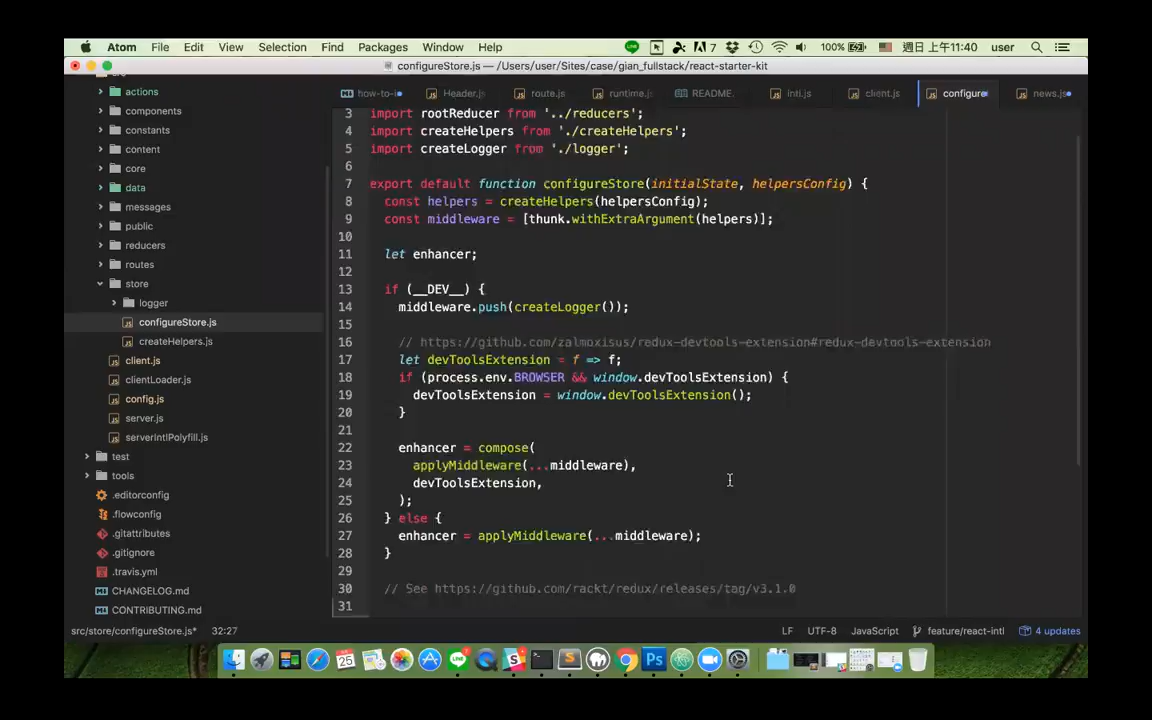 Atom File Edit View Selection Find Packages Window Help 7 100% 週日 上午11:40 user
configureStore.js — /Users/user/Sites/case/gian_fullstack/react-starter-kit
how-to-i Header.j route.js runtime.j README. intl.js client.js configure news.js
actions
components
constants
content
core
data
messages
public
reducers
routes
store
logger
configureStore.js
createHelpers.js
client.js
clientLoader.js
config.js
server.js
serverIntlPolyfill.js
test
tools
.editorconfig
.flowconfig
.gitattributes
.gitignore
.travis.yml
CHANGELOG.md
CONTRIBUTING.md
3 import rootReducer from '../reducers';
4 import createHelpers from './createHelpers';
5 import createLogger from './logger';
6
7 export default function configureStore(initialState, helpersConfig) {
8 const helpers = createHelpers(helpersConfig);
9 const middleware = [thunk.withExtraArgument(helpers)];
10
11 let enhancer;
12
13 if (__DEV__) {
14 middleware.push(createLogger());
15
16 // https://github.com/zalmoxisus/redux-devtools-extension#redux-devtools-extension
17 let devToolsExtension = f => f;
18 if (process.env.BROWSER && window.devToolsExtension) {
19 devToolsExtension = window.devToolsExtension();
20 }
21
22 enhancer = compose(
23 applyMiddleware(...middleware),
24 devToolsExtension,
25 );
26 } else {
27 enhancer = applyMiddleware(...middleware);
28 }
29
30 // See https://github.com/rackt/redux/releases/tag/v3.1.0
31
src/store/configureStore.js* 32:27 LF UTF-8 JavaScript feature/react-intl 4 updates
25